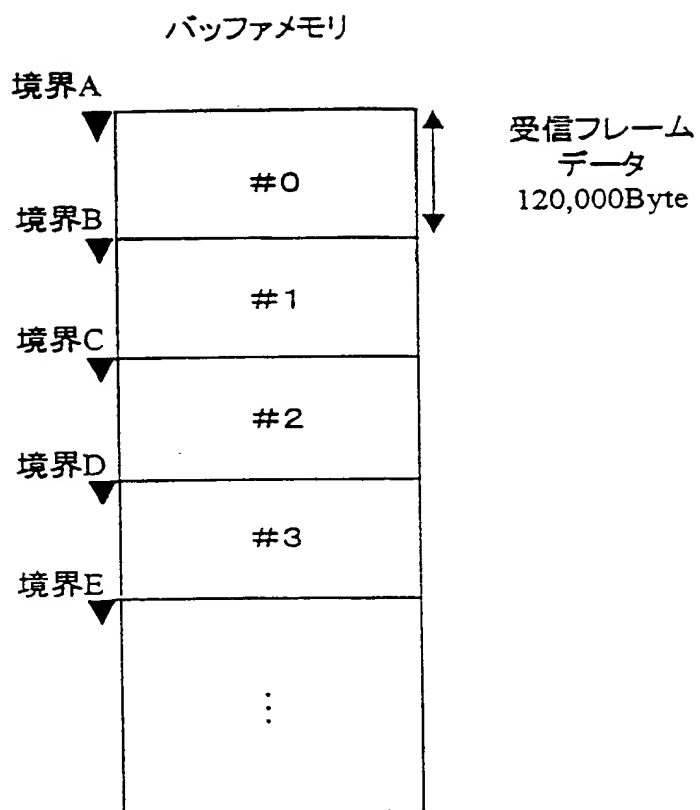 バッファメモリ
境界A
受信フレーム
データ
120,000Byte
#0
境界B
#1
境界C
#2
境界D
#3
境界E
⋮